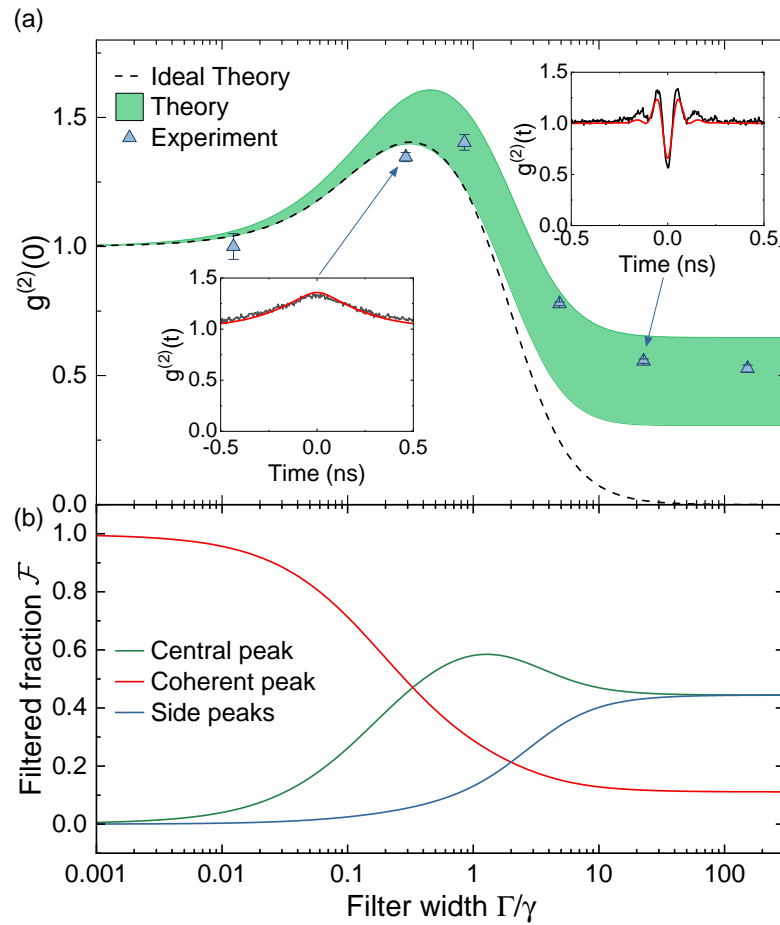 (a)
Ideal Theory
Theory
Experiment
g^(2)(0)
1.5
1.0
0.5
0.0
g^(2)(t)
1.5
1.0
0.5
0.0
-0.5 0.0 0.5
Time (ns)
g^(2)(t)
1.5
1.0
0.5
0.0
-0.5 0.0 0.5
Time (ns)
(b)
Filtered fraction ℱ
1.0
0.8
0.6
0.4
0.2
0.0
Central peak
Coherent peak
Side peaks
0.001 0.01 0.1 1 10 100
Filter width Γ/γ